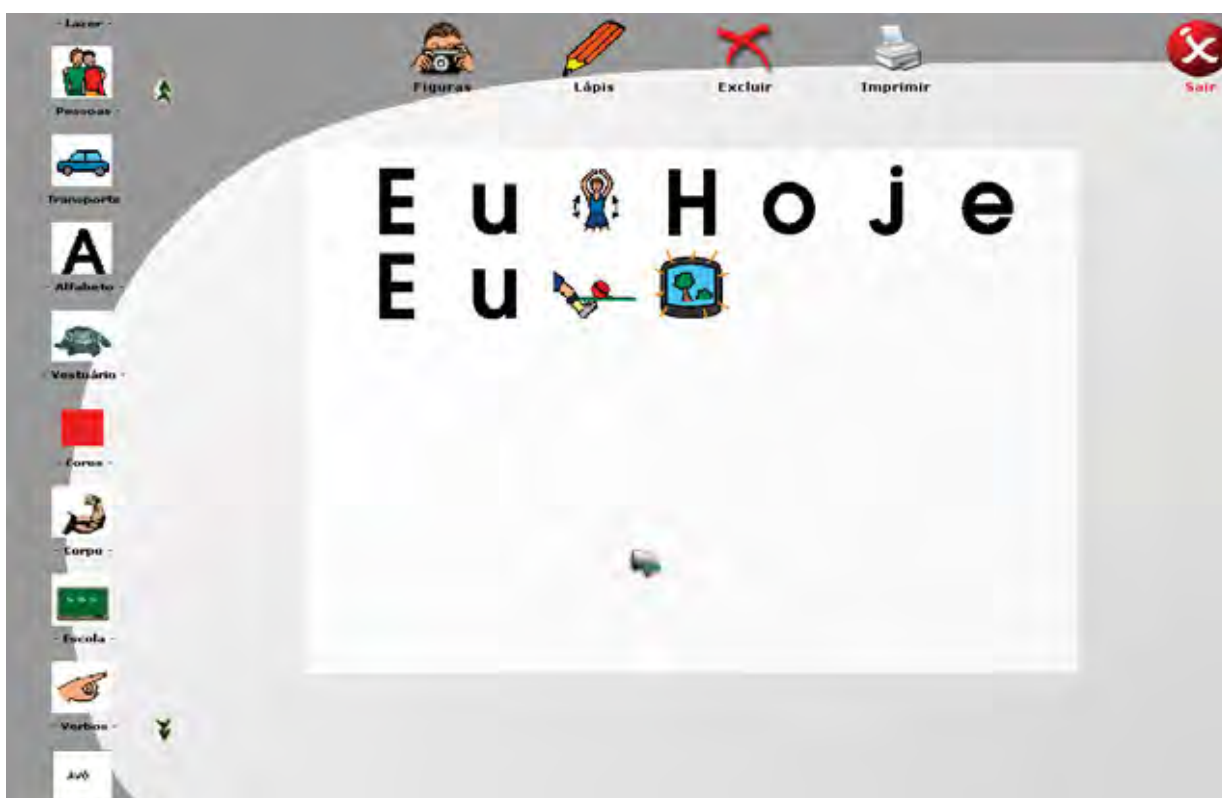 - Lazer -
Pessoas -
Transporte
A
- Alfabeto -
- Vestuário -
- Cores -
- Corpo -
- Escola -
- Verbos -
Avô
Figuras
Lápis
Excluir
Imprimir
x
Sair
Eu Hoje
Eu